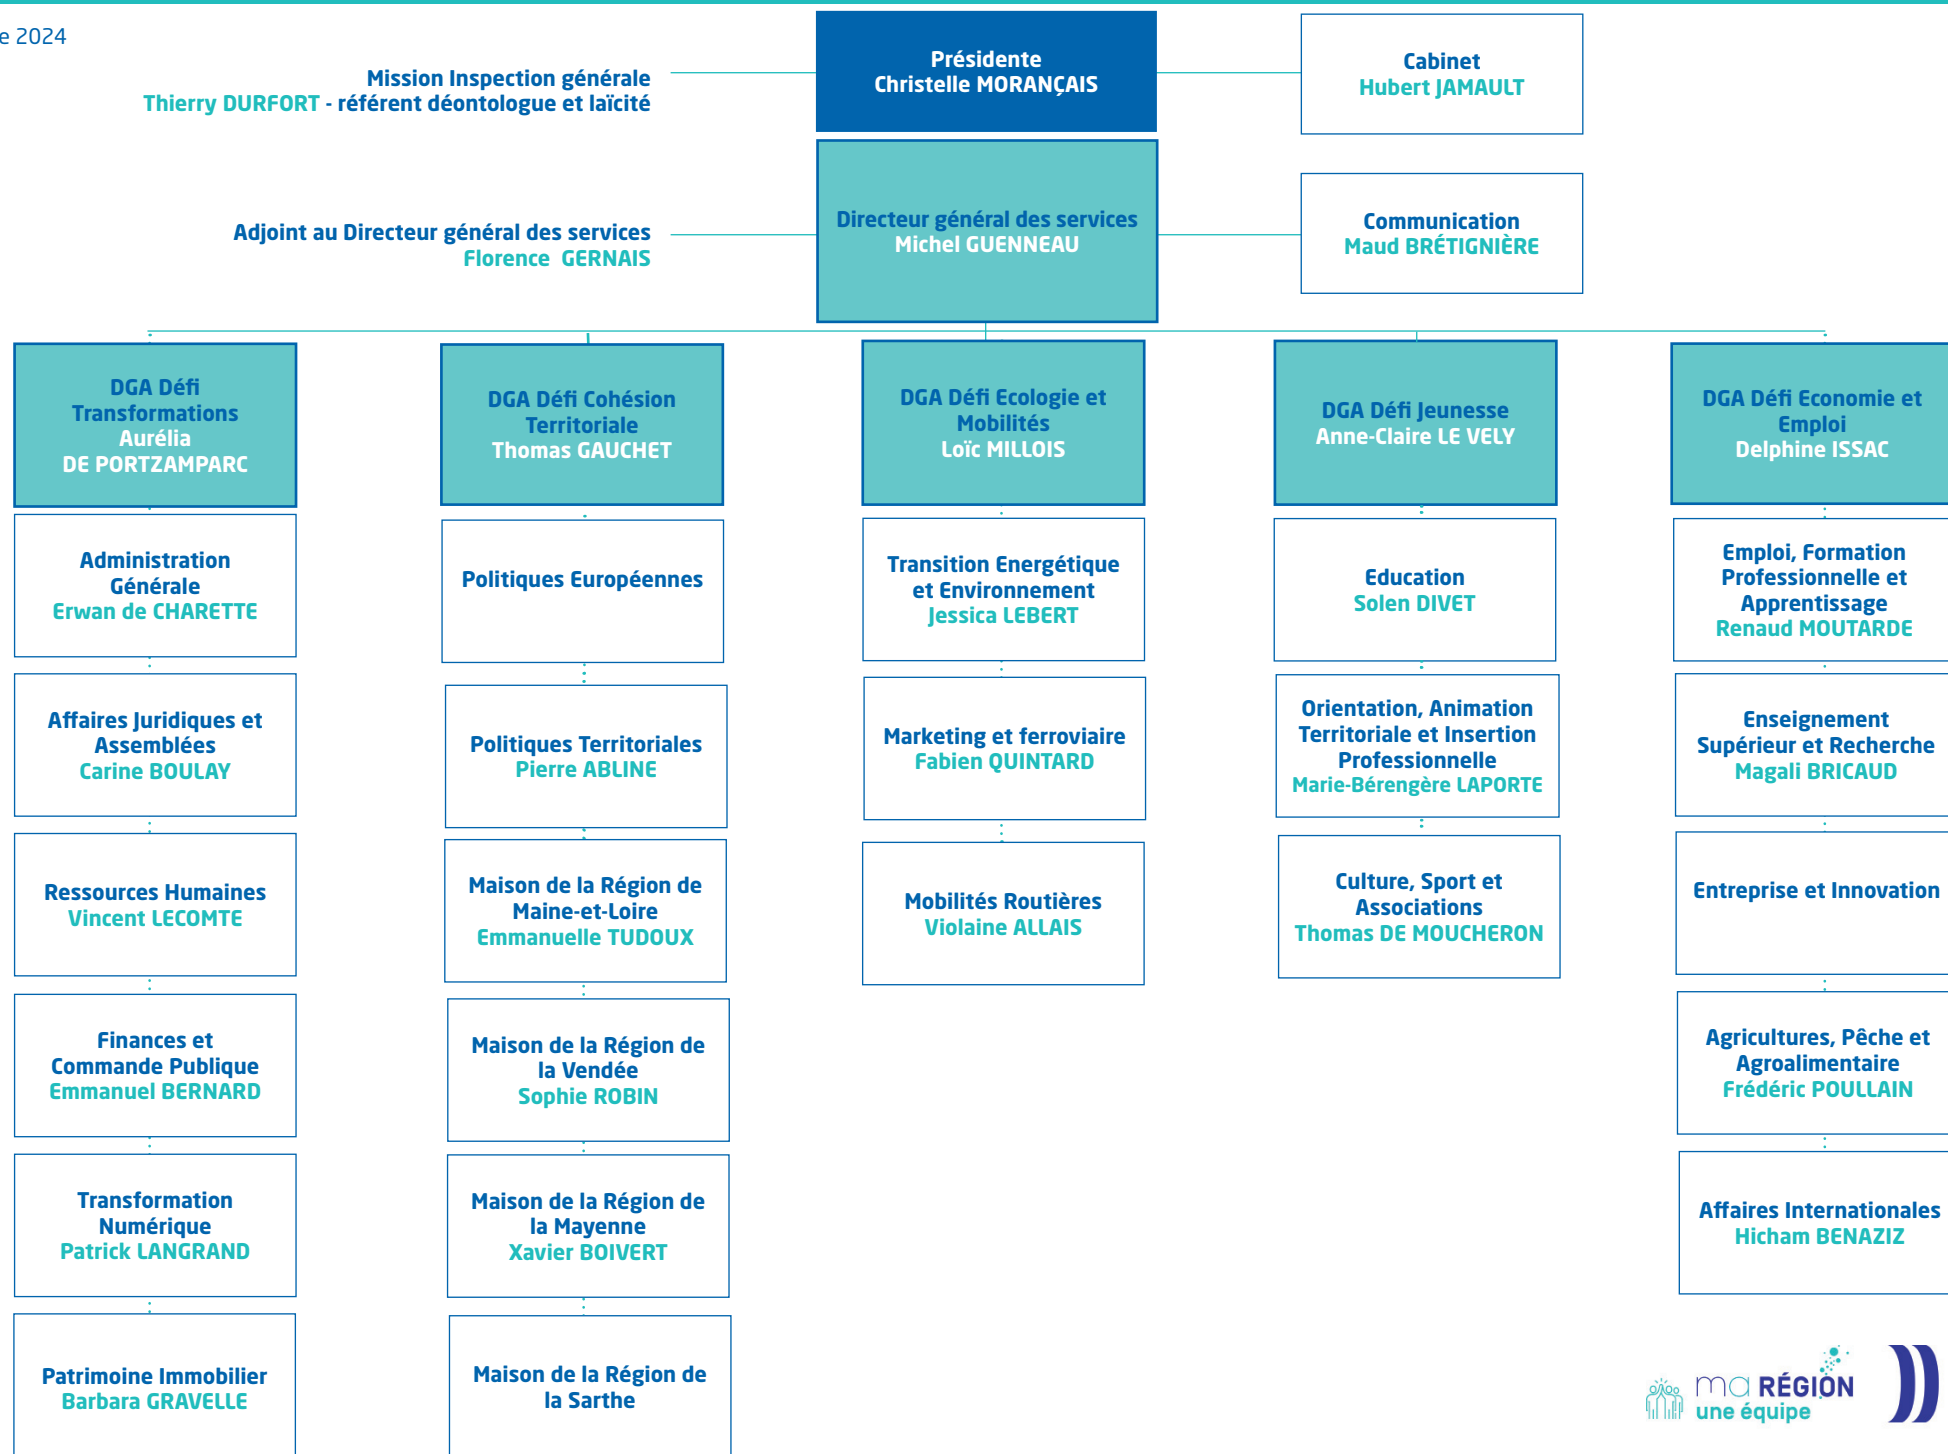 2024
Mission Inspection générale
Thierry DURFORT - référent déontologue et laïcité
Présidente
Christelle MORANÇAIS
Cabinet
Hubert JAMAULT
Adjoint au Directeur général des services
Florence GERNAIS
Directeur général des services
Michel GUENNEAU
Communication
Maud BRÉTIGNIÈRE
DGA Défi
Transformations
Aurélia
DE PORTZAMPARC
Administration
Générale
Erwan de CHARETTE
Affaires Juridiques et
Assemblées
Carine BOULAY
Ressources Humaines
Vincent LECOMTE
Finances et
Commande Publique
Emmanuel BERNARD
Transformation
Numérique
Patrick LANGRAND
Patrimoine Immobilier
Barbara GRAVELLE
DGA Défi Cohésion
Territoriale
Thomas GAUCHET
Politiques Européennes
Politiques Territoriales
Pierre ABLINE
Maison de la Région de
Maine-et-Loire
Emmanuelle TUDOUX
Maison de la Région de
la Vendée
Sophie ROBIN
Maison de la Région de
la Mayenne
Xavier BOIVERT
Maison de la Région de
la Sarthe
DGA Défi Ecologie et
Mobilités
Loïc MILLOIS
Transition Energétique
et Environnement
Jessica LEBERT
Marketing et ferroviaire
Fabien QUINTARD
Mobilités Routières
Violaine ALLAIS
DGA Défi Jeunesse
Anne-Claire LE VELY
Education
Solen DIVET
Orientation, Animation
Territoriale et Insertion
Professionnelle
Marie-Bérengère LAPORTE
Culture, Sport et
Associations
Thomas DE MOUCHERON
DGA Défi Economie et
Emploi
Delphine ISSAC
Emploi, Formation
Professionnelle et
Apprentissage
Renaud MOUTARDE
Enseignement
Supérieur et Recherche
Magali BRICAUD
Entreprise et Innovation
Agricultures, Pêche et
Agroalimentaire
Frédéric POULLAIN
Affaires Internationales
Hicham BENAZIZ
ma RÉGION
une équipe